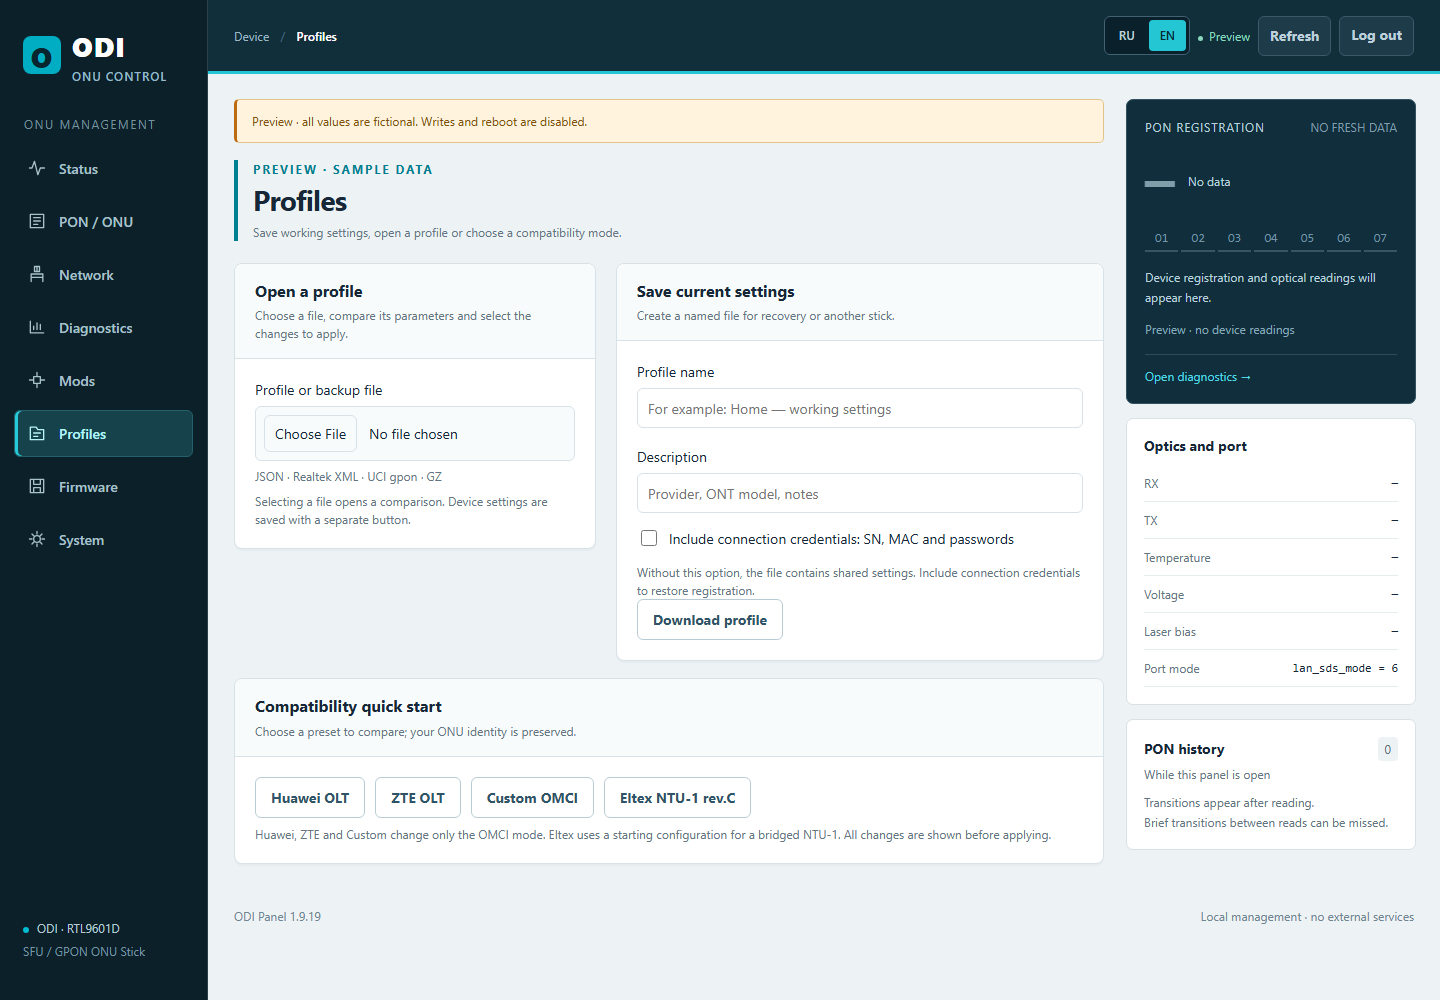 ODI
ONU CONTROL
ONU MANAGEMENT
Status
PON / ONU
Network
Diagnostics
Mods
Profiles
Firmware
System
ODI · RTL9601D
SFU / GPON ONU Stick
Device / Profiles
RU
EN
Preview
Refresh
Log out
Preview · all values are fictional. Writes and reboot are disabled.
PREVIEW · SAMPLE DATA
Profiles
Save working settings, open a profile or choose a compatibility mode.
Open a profile
Choose a file, compare its parameters and select the
changes to apply.
Profile or backup file
Choose File No file chosen
JSON · Realtek XML · UCI gpon · GZ
Selecting a file opens a comparison. Device settings are
saved with a separate button.
Save current settings
Create a named file for recovery or another stick.
Profile name
For example: Home — working settings
Description
Provider, ONT model, notes
Include connection credentials: SN, MAC and passwords
Without this option, the file contains shared settings. Include connection credentials
to restore registration.
Download profile
Compatibility quick start
Choose a preset to compare; your ONU identity is preserved.
Huawei OLT
ZTE OLT
Custom OMCI
Eltex NTU-1 rev.C
Huawei, ZTE and Custom change only the OMCI mode. Eltex uses a starting configuration for a bridged NTU-1. All changes are shown before applying.
PON REGISTRATION
NO FRESH DATA
No data
01 02 03 04 05 06 07
Device registration and optical readings will
appear here.
Preview · no device readings
Open diagnostics →
Optics and port
RX –
TX –
Temperature –
Voltage –
Laser bias –
Port mode lan_sds_mode = 6
PON history 0
While this panel is open
Transitions appear after reading.
Brief transitions between reads can be missed.
ODI Panel 1.9.19
Local management · no external services